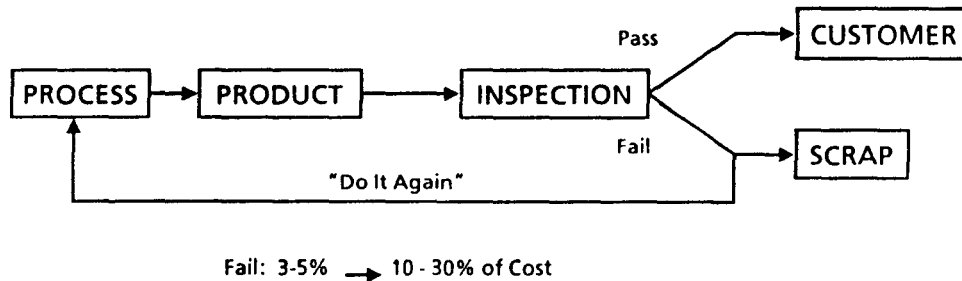 Pass
CUSTOMER
PROCESS
PRODUCT
INSPECTION
Fail
SCRAP
"Do It Again"
Fail: 3-5% → 10 - 30% of Cost